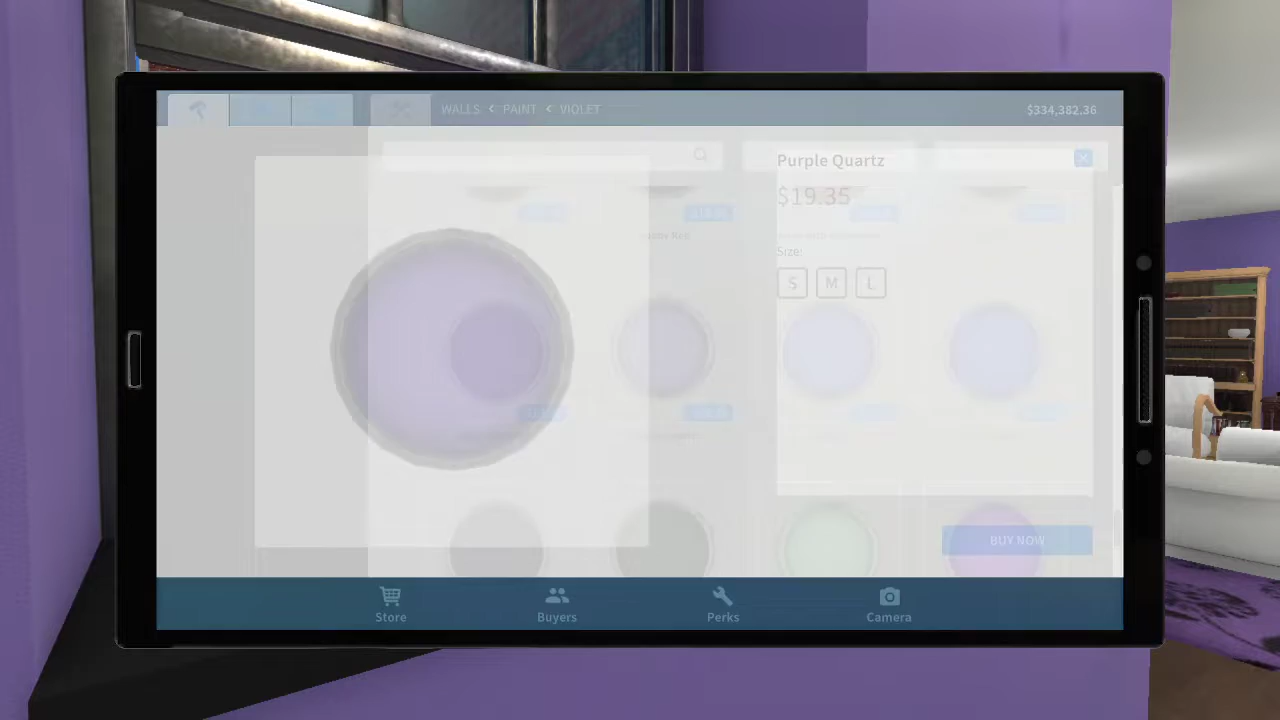 WALLS < PAINT < VIOLET
$334,382.36
Purple Quartz
$19.35
Size:
S M L
BUY NOW
Store Buyers Perks Camera